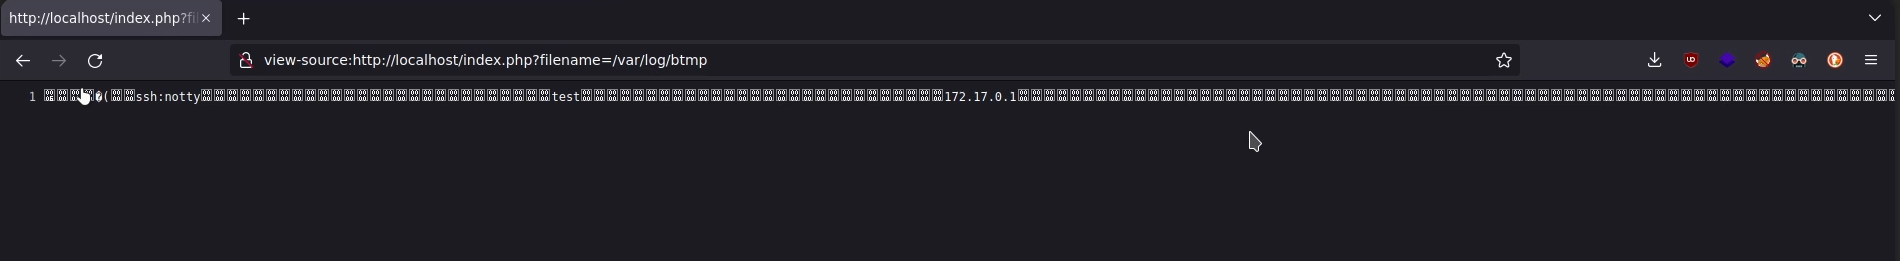 http://localhost/index.php?fil
view-source:http://localhost/index.php?filename=/var/log/btmp
1 ssh:notty test 172.17.0.1